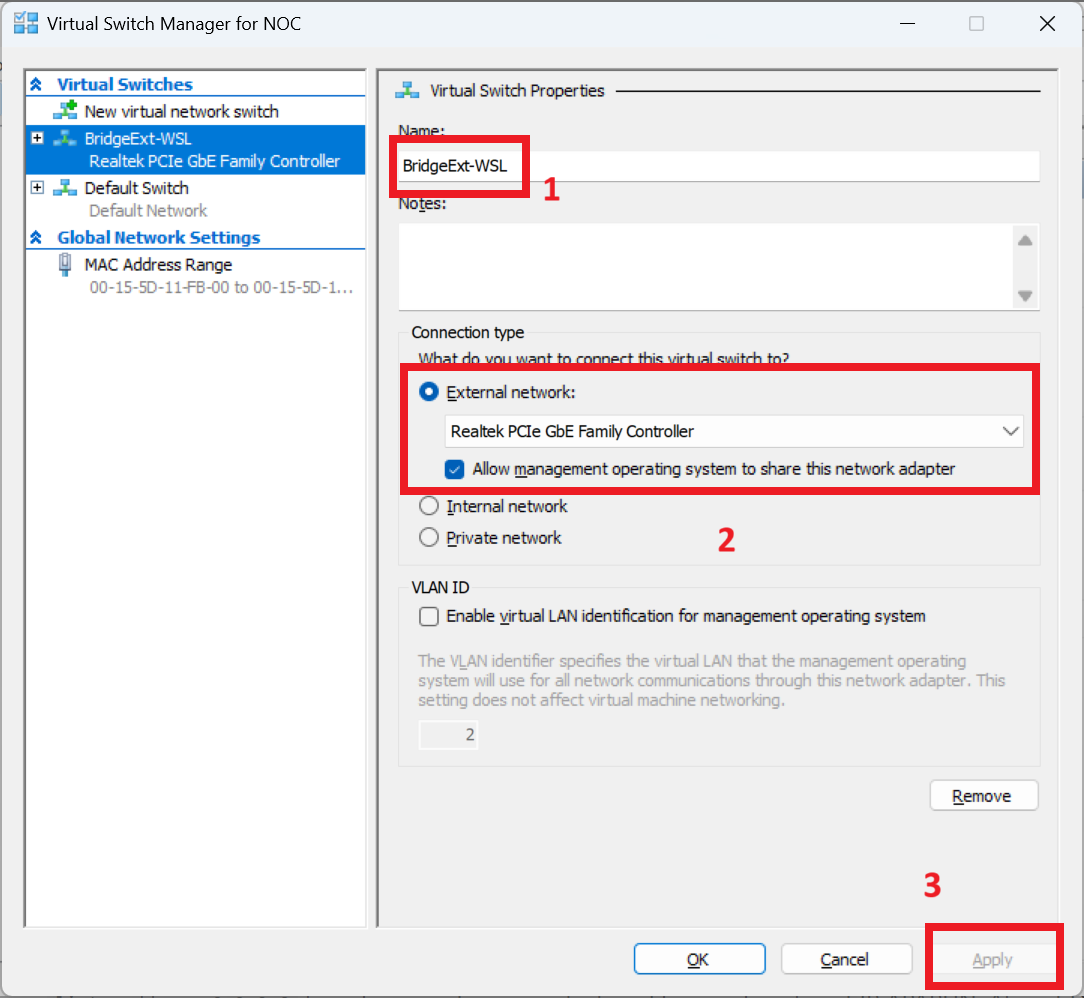 Virtual Switch Manager for NOC
Virtual Switches
New virtual network switch
BridgeExt-WSL
Realtek PCIe GbE Family Controller
Default Switch
Default Network
Global Network Settings
MAC Address Range
00-15-5D-11-FB-00 to 00-15-5D-1...
Virtual Switch Properties
Name:
BridgeExt-WSL
1
Notes:
Connection type
What do you want to connect this virtual switch to?
External network:
Realtek PCIe GbE Family Controller
Allow management operating system to share this network adapter
Internal network
Private network
2
VLAN ID
Enable virtual LAN identification for management operating system
The VLAN identifier specifies the virtual LAN that the management operating
system will use for all network communications through this network adapter. This
setting does not affect virtual machine networking.
2
Remove
3
OK
Cancel
Apply